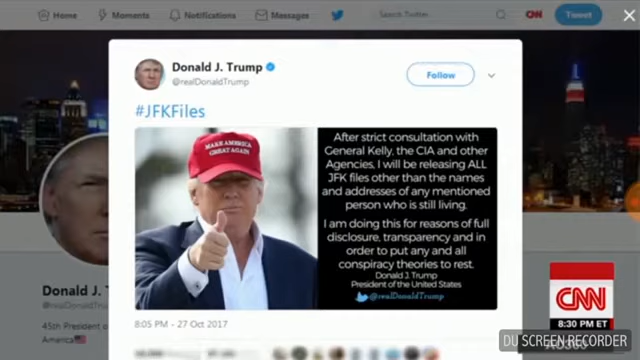 Home Moments Notifications Messages Search Twitter CNN Tweet
Donald J. Trump
@realDonaldTrump
Follow
#JFKFiles
MAKE AMERICA
GREAT AGAIN
After strict consultation with
General Kelly, the CIA and other
Agencies, I will be releasing ALL
JFK files other than the names
and addresses of any mentioned
person who is still living.
I am doing this for reasons of full
disclosure, transparency and in
order to put any and all
conspiracy theories to rest.
Donald J. Trump
President of the United States
@realDonaldTrump
8:05 PM - 27 Oct 2017
Donald J.
@realDonaldTr
45th President o
America
CNN
8:30 PM ET
DU SCREEN RECORDER